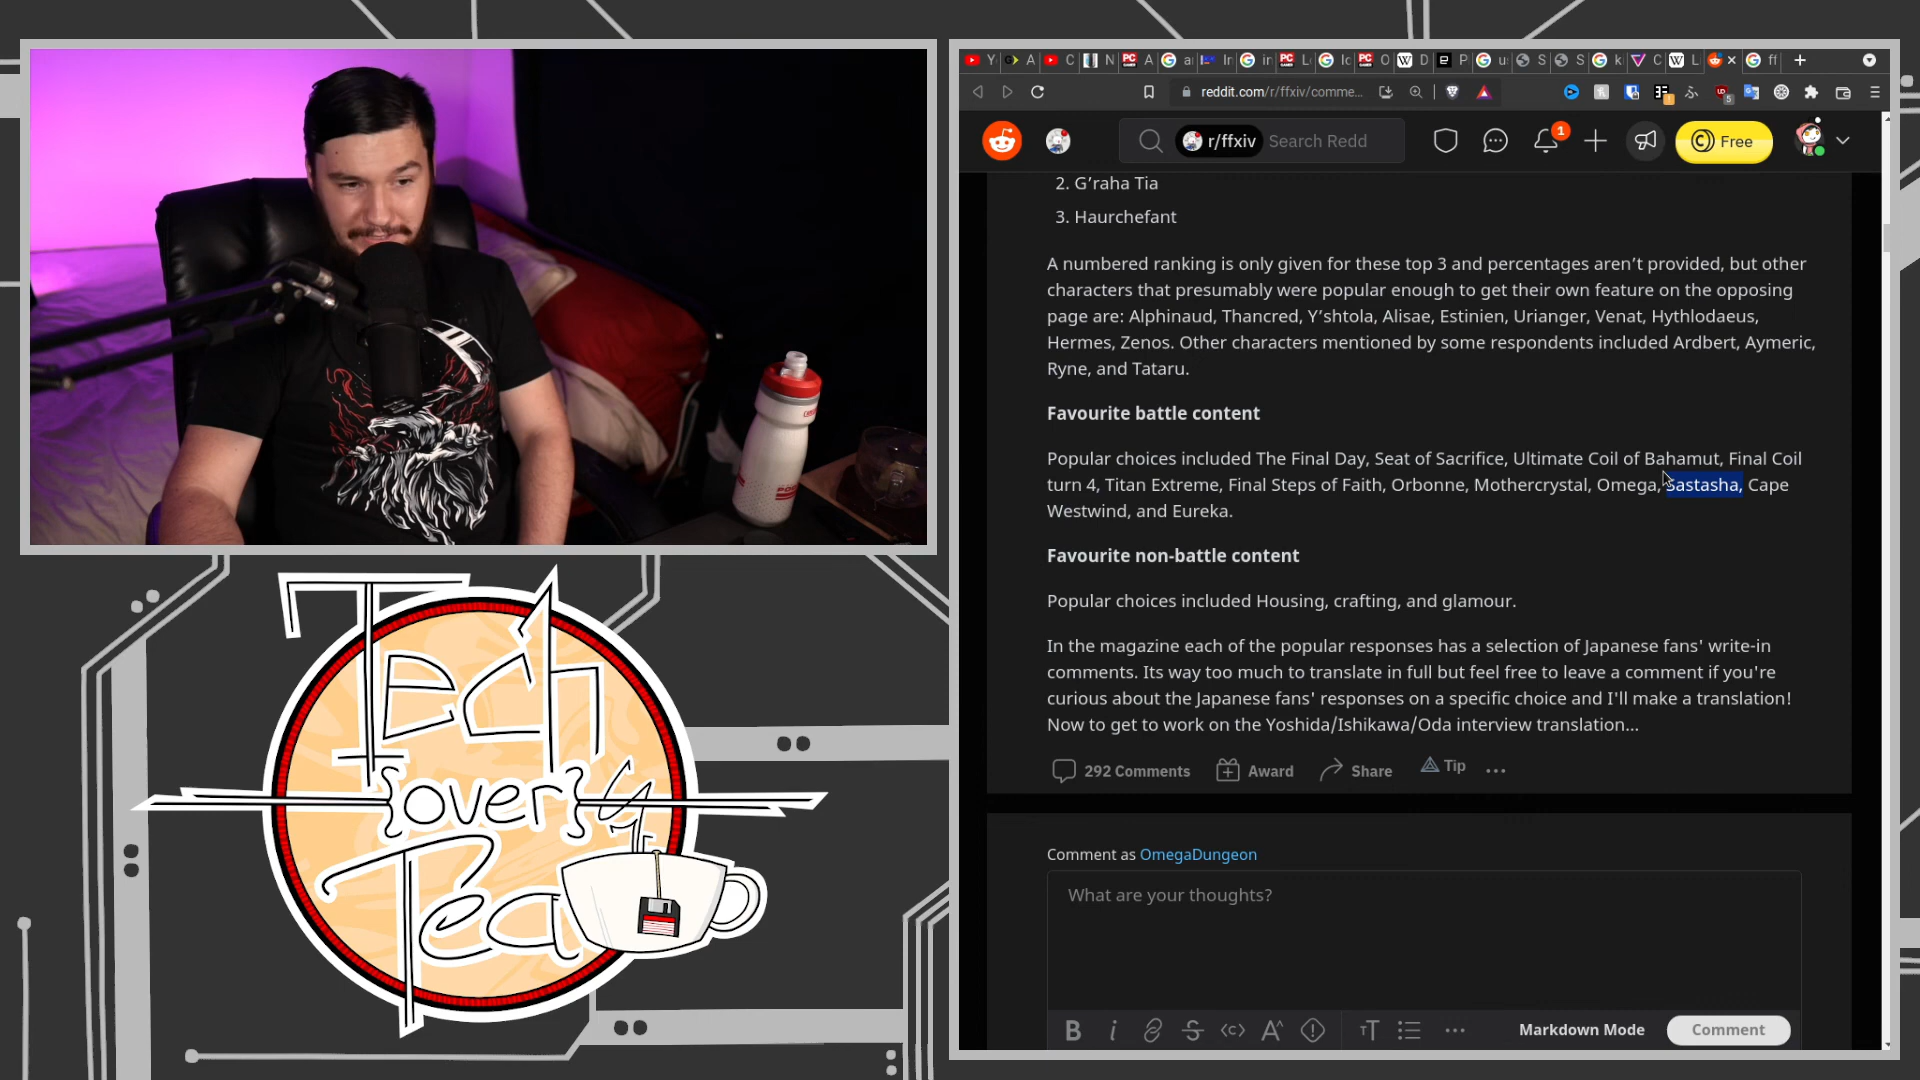 reddit.com/r/ffxiv/comme...
r/ffxiv Search Redd
1
Free
2. G'raha Tia
3. Haurchefant
A numbered ranking is only given for these top 3 and percentages aren't provided, but other
characters that presumably were popular enough to get their own feature on the opposing
page are: Alphinaud, Thancred, Y'shtola, Alisae, Estinien, Urianger, Venat, Hythlodaeus,
Hermes, Zenos. Other characters mentioned by some respondents included Ardbert, Aymeric,
Ryne, and Tataru.
Favourite battle content
Popular choices included The Final Day, Seat of Sacrifice, Ultimate Coil of Bahamut, Final Coil
turn 4, Titan Extreme, Final Steps of Faith, Orbonne, Mothercrystal, Omega, Sastasha, Cape
Westwind, and Eureka.
Favourite non-battle content
Popular choices included Housing, crafting, and glamour.
In the magazine each of the popular responses has a selection of Japanese fans' write-in
comments. Its way too much to translate in full but feel free to leave a comment if you're
curious about the Japanese fans' responses on a specific choice and I'll make a translation!
Now to get to work on the Yoshida/Ishikawa/Oda interview translation...
292 Comments Award Share Tip ...
Comment as OmegaDungeon
What are your thoughts?
Markdown Mode Comment
Tech
{over}
Tea